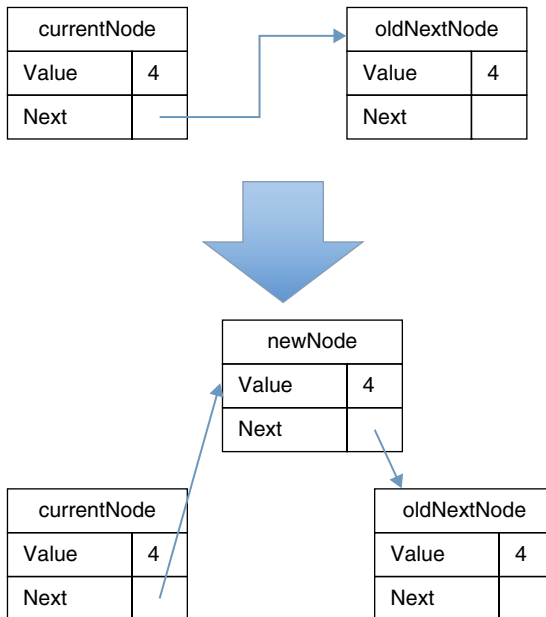 currentNode
Value 4
Next
oldNextNode
Value 4
Next
newNode
Value 4
Next
currentNode
Value 4
Next
oldNextNode
Value 4
Next